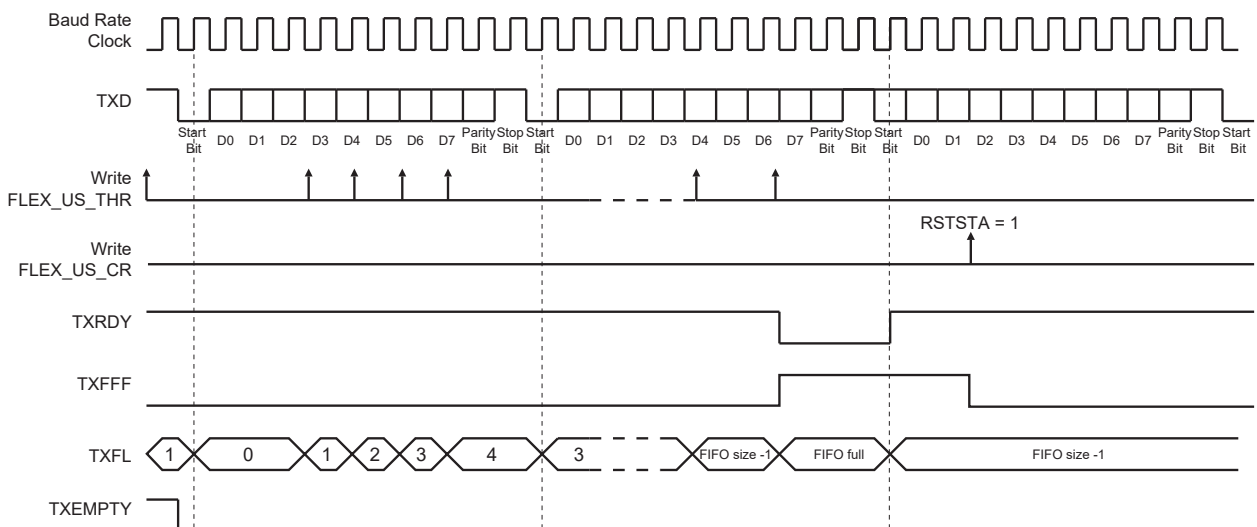 Baud Rate
Clock
TXD
Start
Bit
D0
D1
D2
D3
D4
D5
D6
D7
Parity
Bit
Stop
Bit
Start
Bit
D0
D1
D2
D3
D4
D5
D6
D7
Parity
Bit
Stop
Bit
Start
Bit
D0
D1
D2
D3
D4
D5
D6
D7
Parity
Bit
Stop
Bit
Start
Bit
Write
FLEX_US_THR
RSTSTA = 1
Write
FLEX_US_CR
TXRDY
TXFFF
TXFL
1
0
1
2
3
4
3
FIFO size -1
FIFO full
FIFO size -1
TXEMPTY